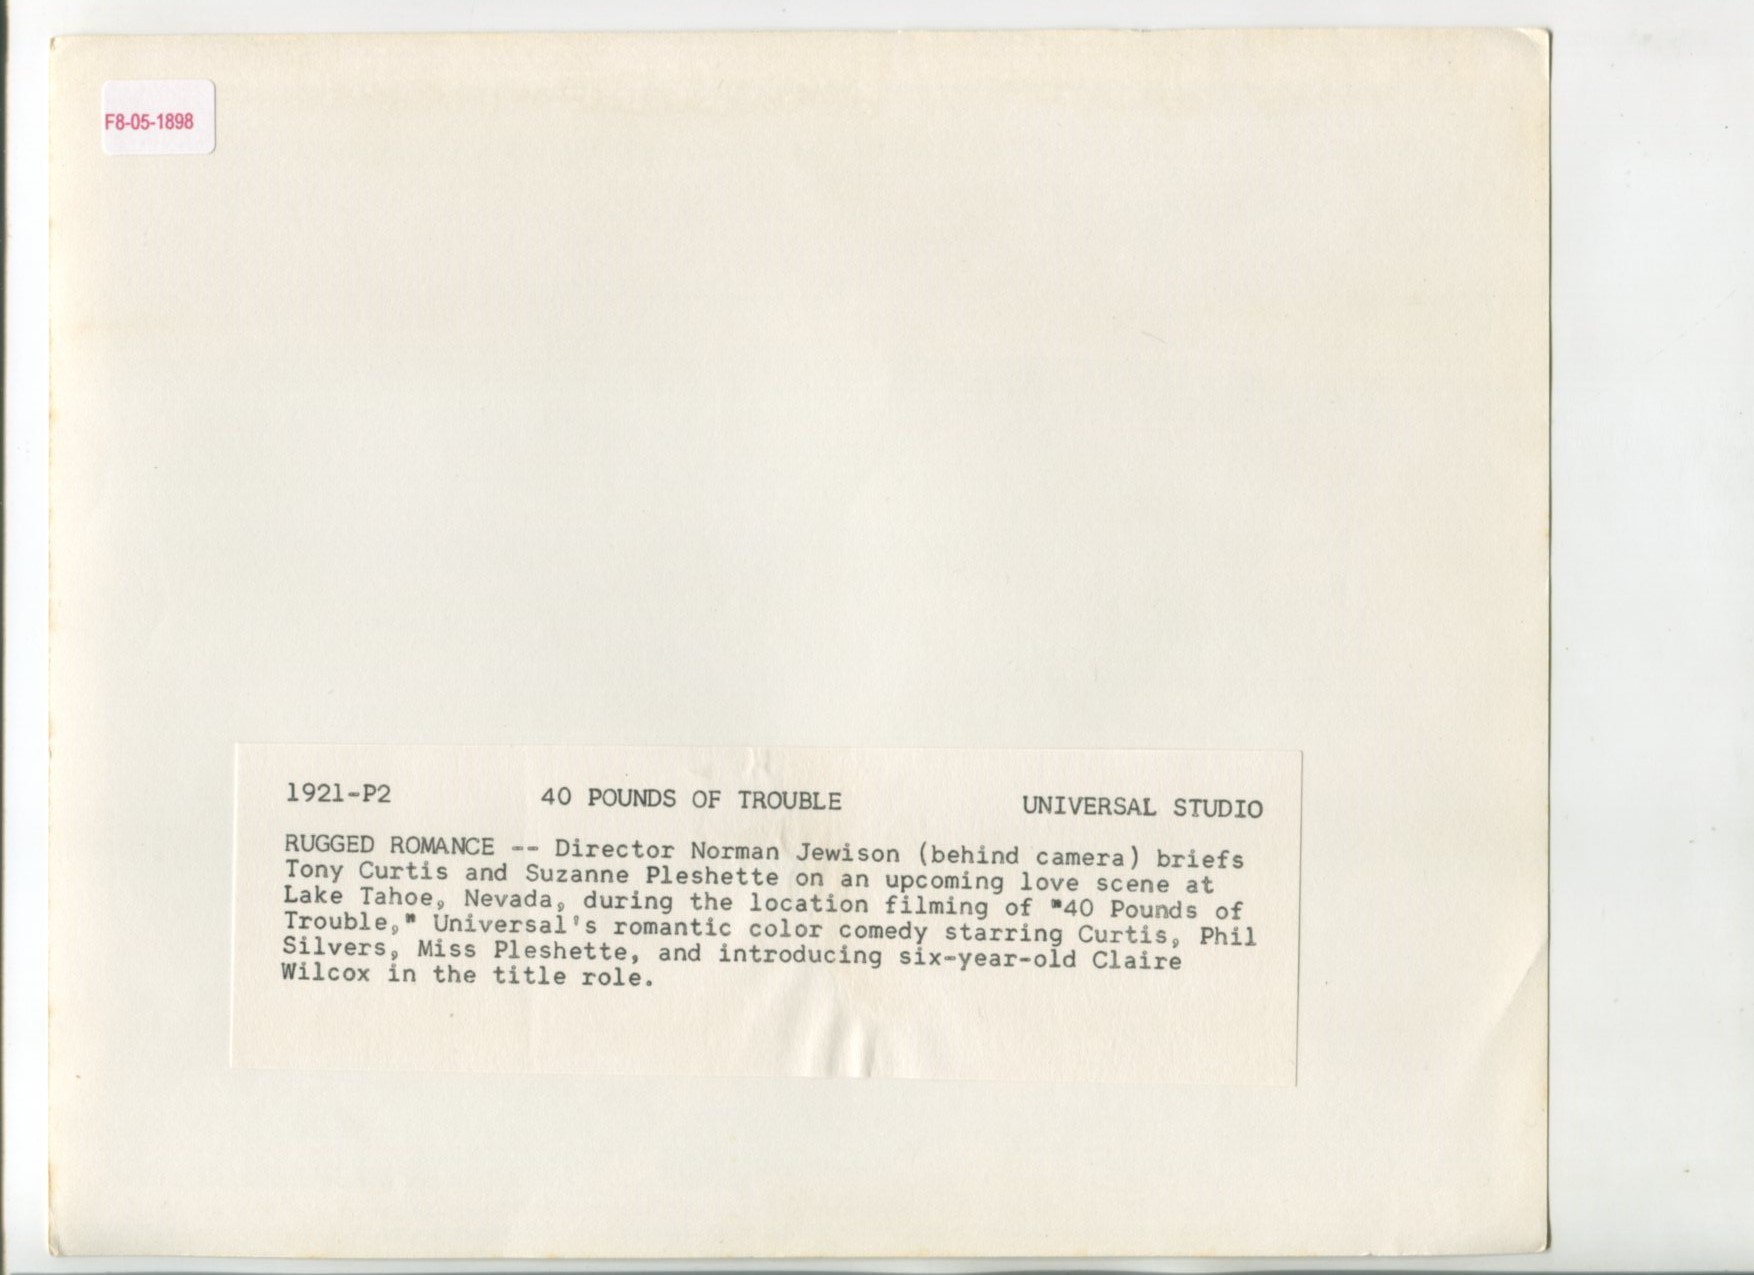 F8-05-1898
1921-P2 40 POUNDS OF TROUBLE UNIVERSAL STUDIO
RUGGED ROMANCE -- Director Norman Jewison (behind camera) briefs
Tony Curtis and Suzanne Pleshette on an upcoming love scene at
Lake Tahoe, Nevada, during the location filming of "40 Pounds of
Trouble," Universal's romantic color comedy starring Curtis, Phil
Silvers, Miss Pleshette, and introducing six-year-old Claire
Wilcox in the title role.